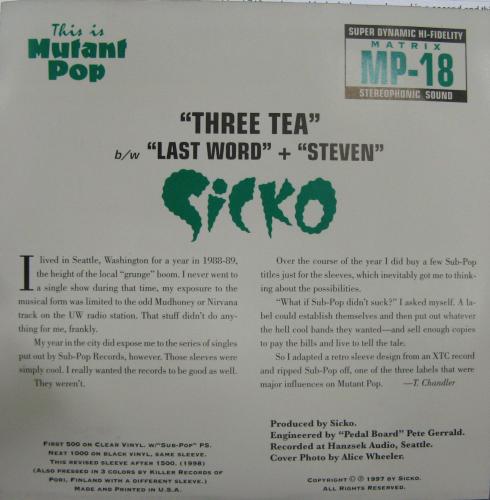 This is
Mutant
Pop
SUPER DYNAMIC HI-FIDELITY
MATRIX
MP-18
STEREOPHONIC SOUND
"THREE TEA"
b/w "LAST WORD" + "STEVEN"
SICKO
I lived in Seattle, Washington for a year in 1988-89,
the height of the local "grunge" boom. I never went to
a single show during that time, my exposure to the
musical form was limited to the odd Mudhoney or Nirvana
track on the UW radio station. That stuff didn't do any-
thing for me, frankly.
My year in the city did expose me to the series of singles
put out by Sub-Pop Records, however. Those sleeves were
simply cool. I really wanted the records to be good as well.
They weren't.
Over the course of the year I did buy a few Sub-Pop
titles just for the sleeves, which inevitably got me to think-
ing about the possibilities.
"What if Sub-Pop didn't suck?" I asked myself. A la-
bel could establish themselves and then put out whatever
the hell cool bands they wanted—and sell enough copies
to pay the bills and live to tell the tale.
So I adapted a retro sleeve design from an XTC record
and ripped Sub-Pop off, one of the three labels that were
major influences on Mutant Pop. —T. Chandler
First 500 on Clear Vinyl. w/"Sub-Pop" PS.
Next 1000 on black vinyl, same sleeve.
This revised sleeve after 1500. (1998)
(Also pressed in 3 colors by Killer Records of
Pori, Finland with a different sleeve.)
Made and Printed in U.S.A.
Produced by Sicko.
Engineered by "Pedal Board" Pete Gerrald.
Recorded at Hanzsek Audio, Seattle.
Cover Photo by Alice Wheeler.
Copyright © ℗ 1997 by Sicko.
All Rights Reserved.